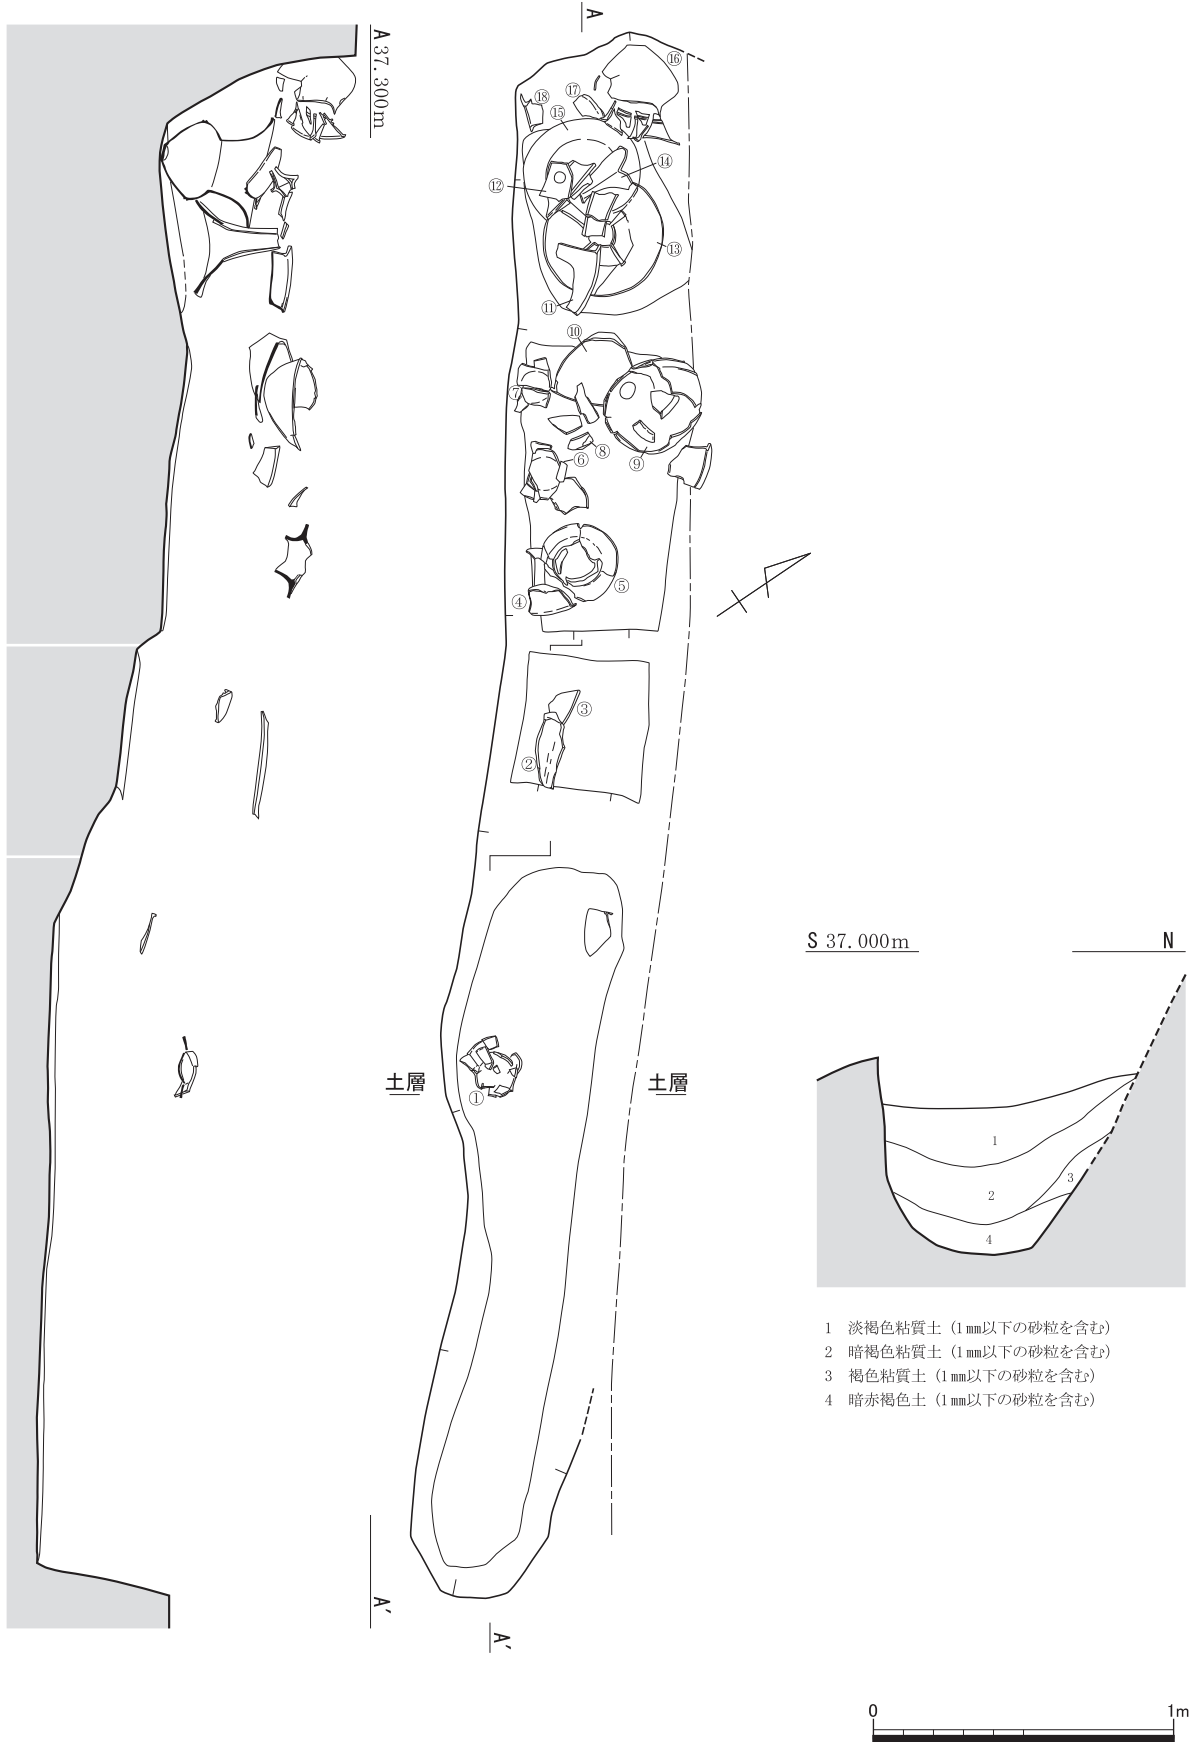 A
A 37.300m
⑯
⑰
⑱
⑮
⑭
⑫
⑬
⑪
⑩
⑦
⑧
⑨
⑥
⑤
④
③
②
S 37.000m
N
土層
土層
①
1
2
3
4
1 淡褐色粘質土 (1㎜以下の砂粒を含む)
2 暗褐色粘質土 (1㎜以下の砂粒を含む)
3 褐色粘質土 (1㎜以下の砂粒を含む)
4 暗赤褐色土 (1㎜以下の砂粒を含む)
A'
A'
0
1m